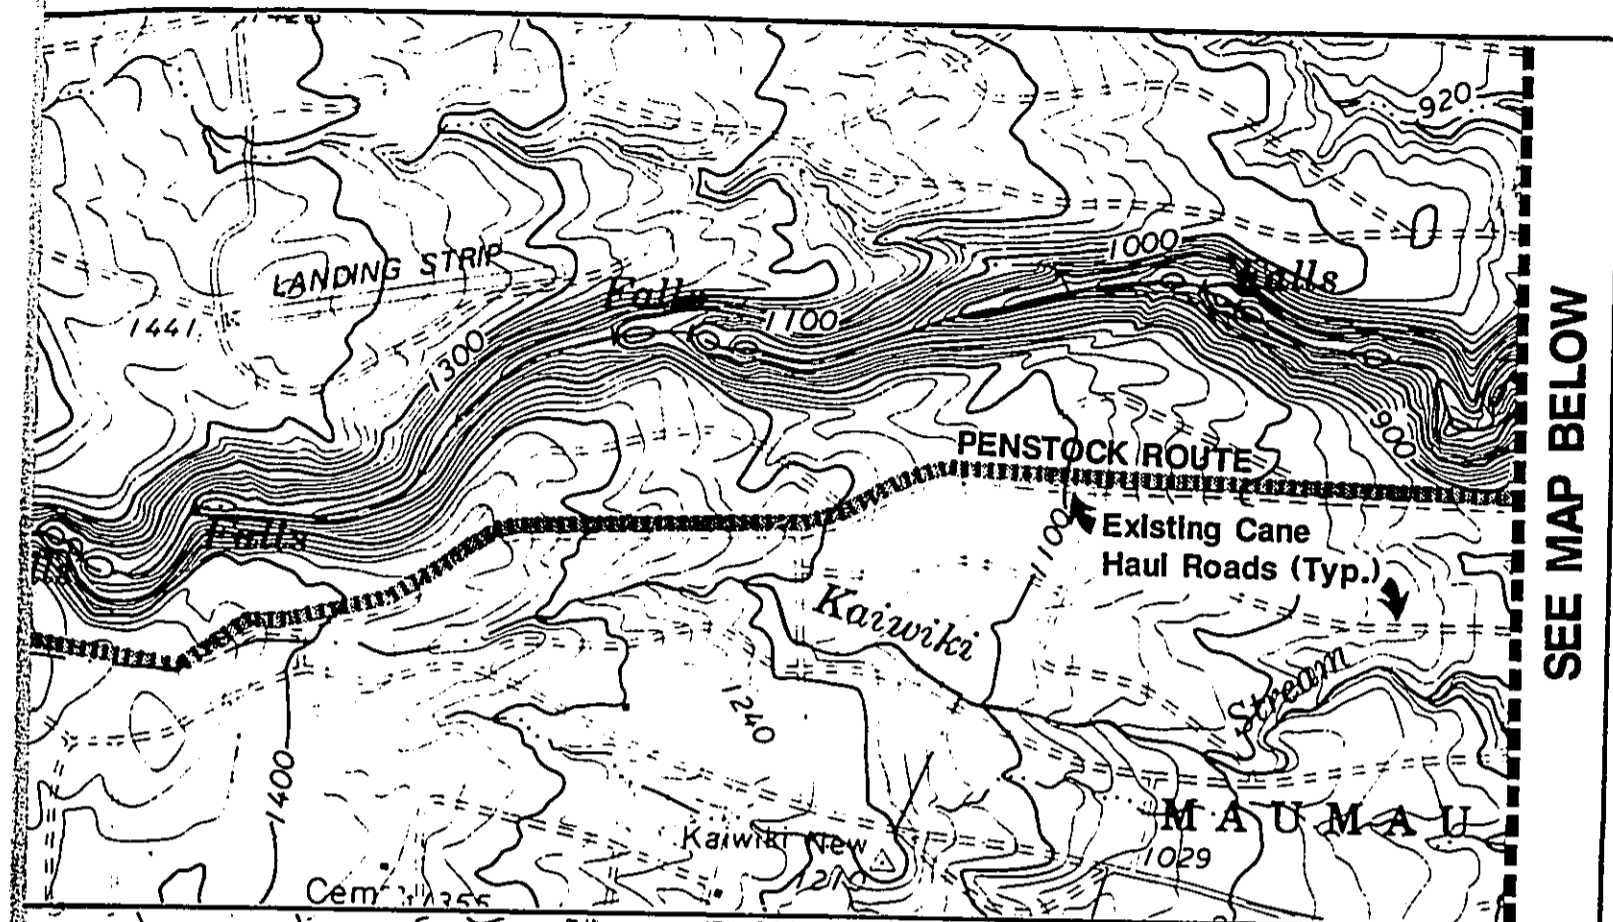 920
1000
LANDING STRIP
Falls
Falls
1441
1100
1300
900
PENSTOCK ROUTE
Falls
1100
Existing Cane
Haul Roads (Typ.)
Kaiwiki
Stream
1240
1400
MAUMAU
Kaiwiki New
1029
Cem
SEE MAP BELOW